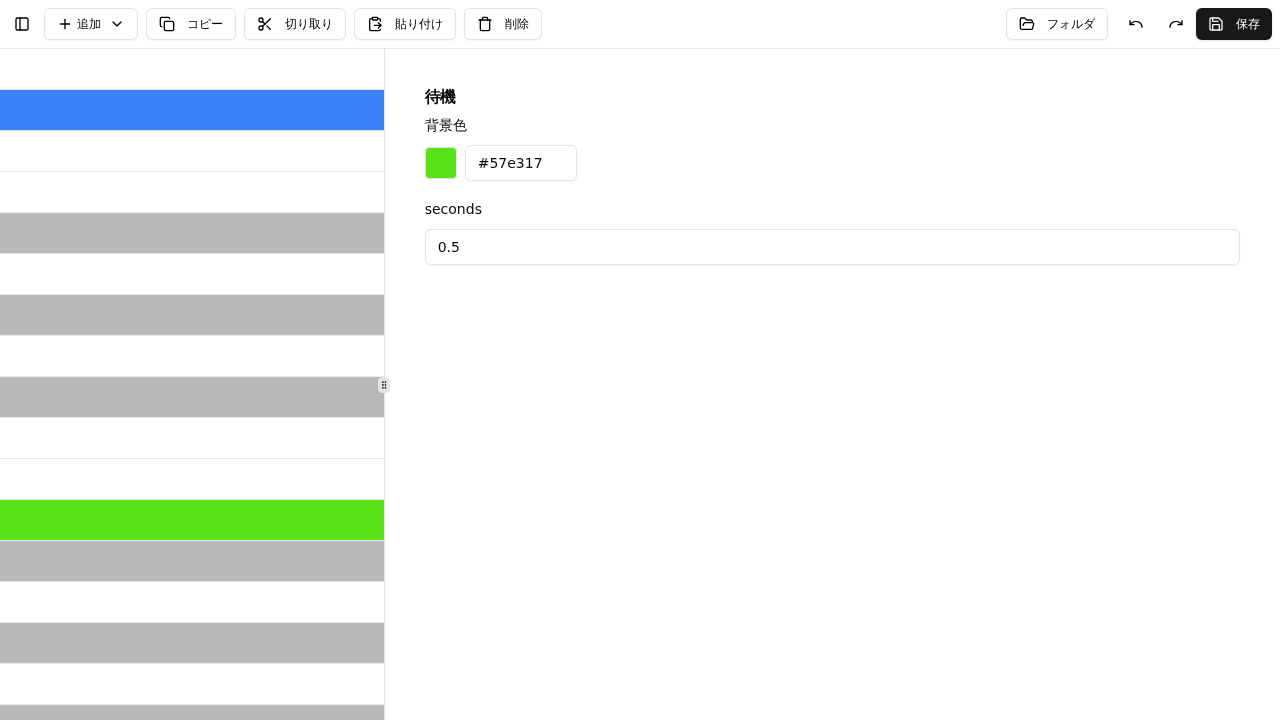 追加 コピー 切り取り 貼り付け 削除 フォルダ 保存
待機
背景色
#57e317
seconds
0.5